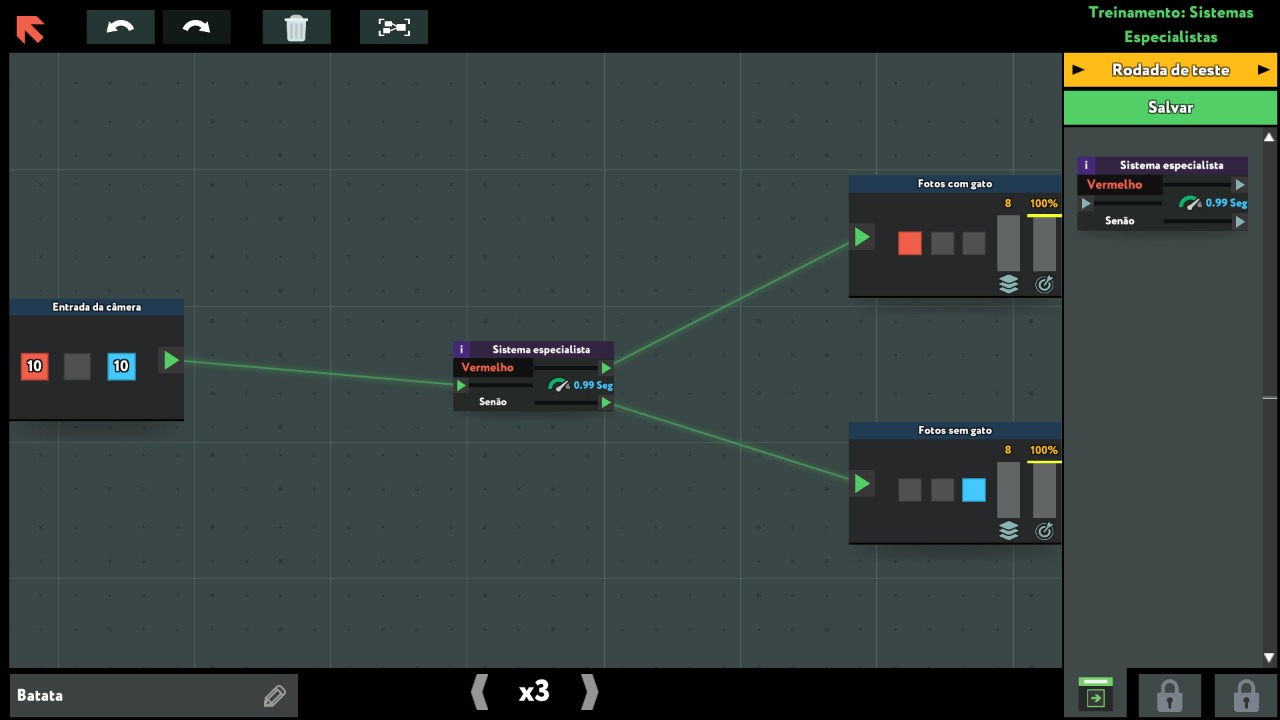 Treinamento: Sistemas
Especialistas
Rodada de teste
Salvar
i Sistema especialista
Vermelho
0.99 Seg
Senão
Fotos com gato
8 100%
Entrada da câmera
10 10
i Sistema especialista
Vermelho
0.99 Seg
Senão
Fotos sem gato
8 100%
Batata
x3